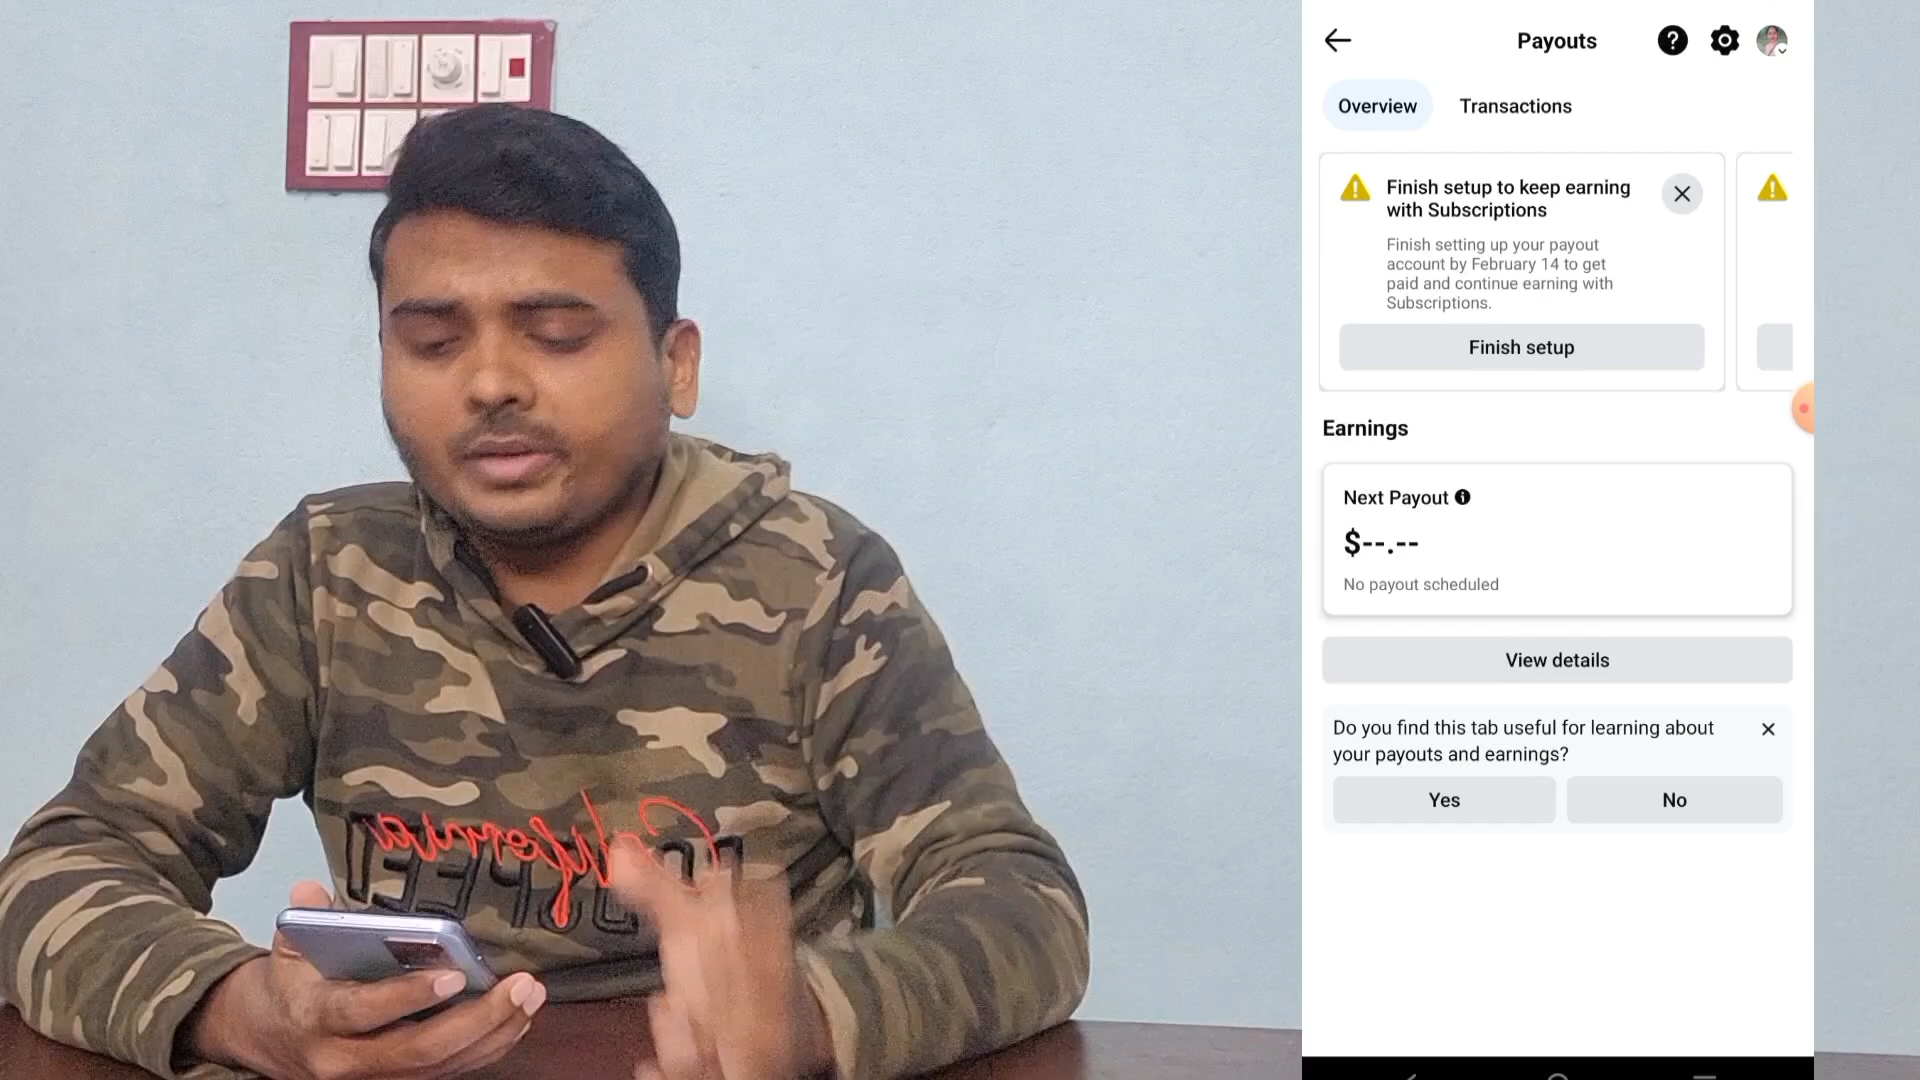 Payouts
Overview
Transactions
Finish setup to keep earning
with Subscriptions
Finish setting up your payout
account by February 14 to get
paid and continue earning with
Subscriptions.
Finish setup
Earnings
Next Payout
$--.--
No payout scheduled
View details
Do you find this tab useful for learning about
your payouts and earnings?
Yes
No
California